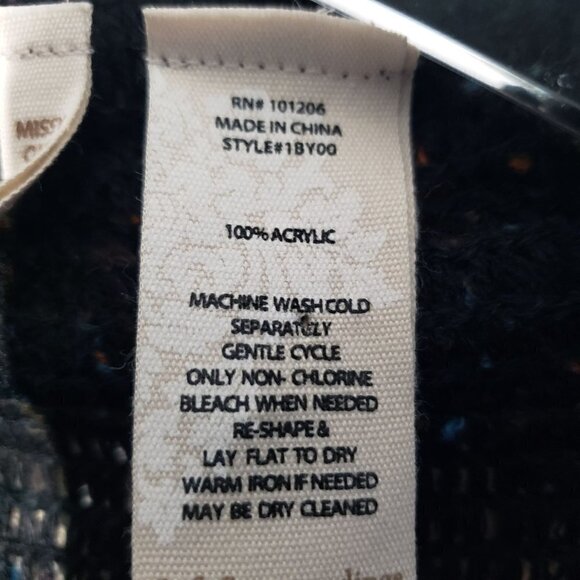 RN# 101206
MADE IN CHINA
STYLE#1BY00
100% ACRYLIC
MACHINE WASH COLD
SEPARATELY
GENTLE CYCLE
ONLY NON- CHLORINE
BLEACH WHEN NEEDED
RE-SHAPE &
LAY FLAT TO DRY
WARM IRON IF NEEDED
MAY BE DRY CLEANED
MISS